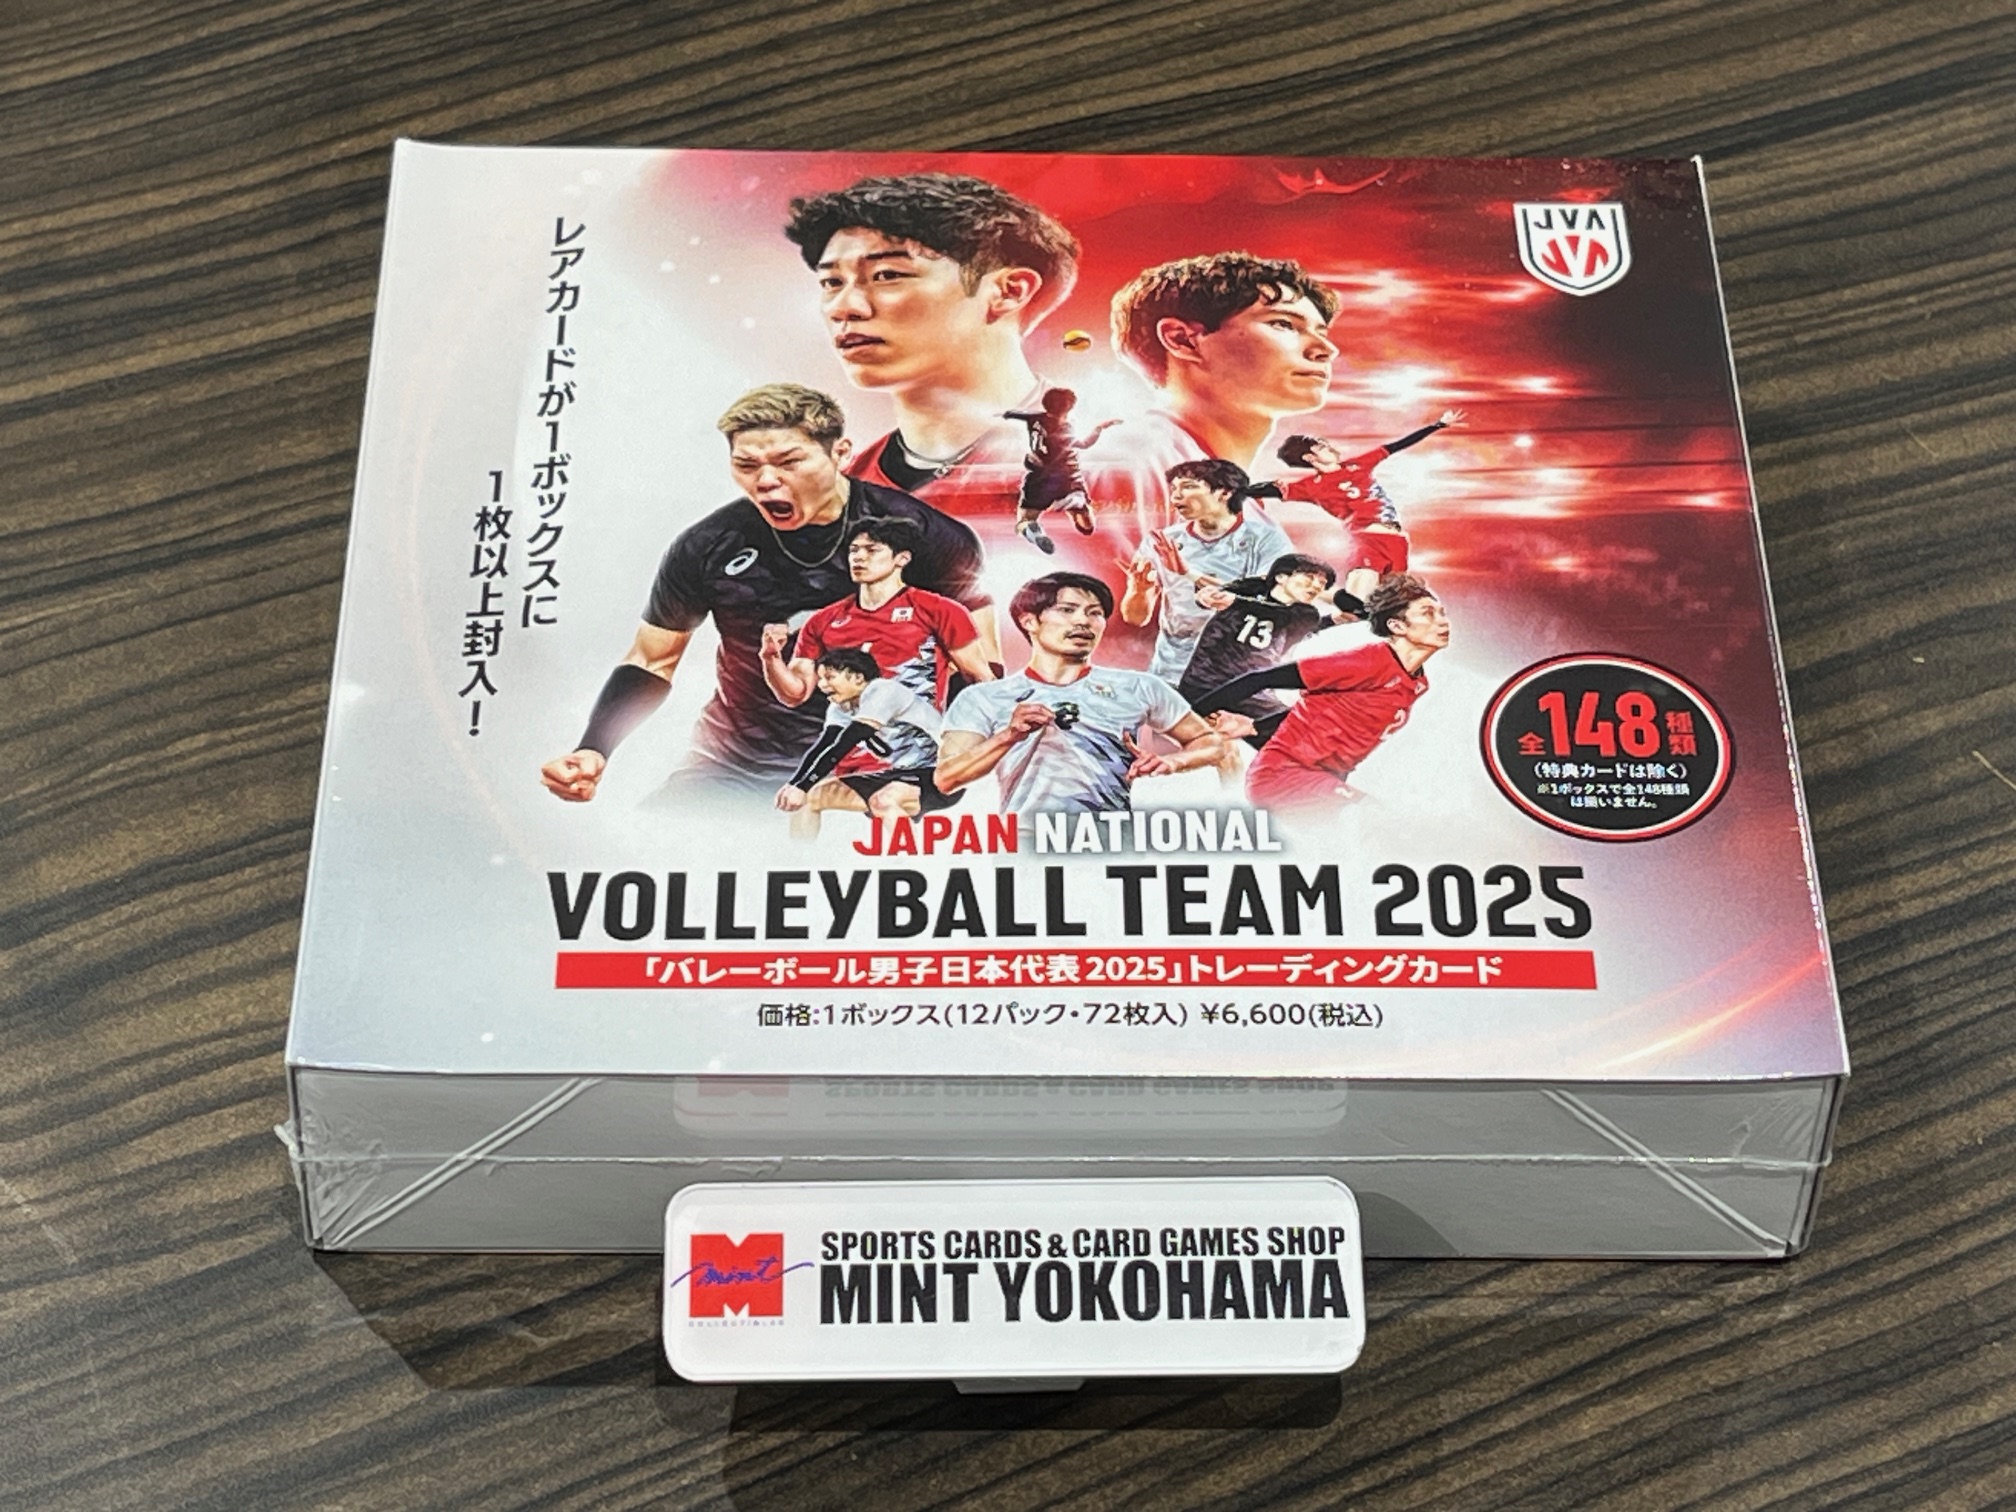 レアカードが1ボックスに
1枚以上封入!
JVA
13
全148種類
(特典カードは除く)
※1ボックスで全148種類
は揃いません。
JAPAN NATIONAL
VOLLEYBALL TEAM 2025
「バレーボール男子日本代表2025」トレーディングカード
価格:1ボックス(12パック・72枚入) ¥6,600(税込)
mint
COLLECTIBLES
SPORTS CARDS & CARD GAMES SHOP
MINT YOKOHAMA